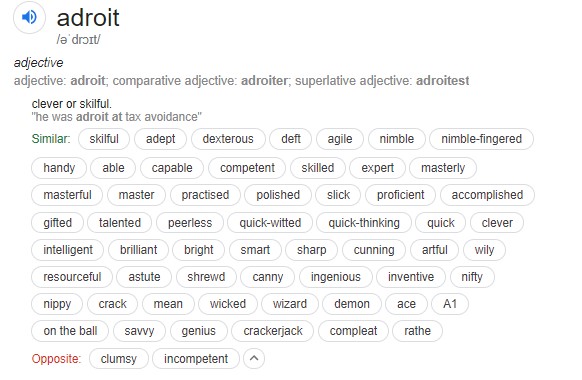 adroit
/əˈdrɔɪt/
adjective
adjective: adroit; comparative adjective: adroiter; superlative adjective: adroitest
clever or skilful.
"he was adroit at tax avoidance"
Similar: skilful adept dexterous deft agile nimble nimble-fingered
handy able capable competent skilled expert masterly
masterful master practised polished slick proficient accomplished
gifted talented peerless quick-witted quick-thinking quick clever
intelligent brilliant bright smart sharp cunning artful wily
resourceful astute shrewd canny ingenious inventive nifty
nippy crack mean wicked wizard demon ace A1
on the ball savvy genius crackerjack compleat rathe
Opposite: clumsy incompetent